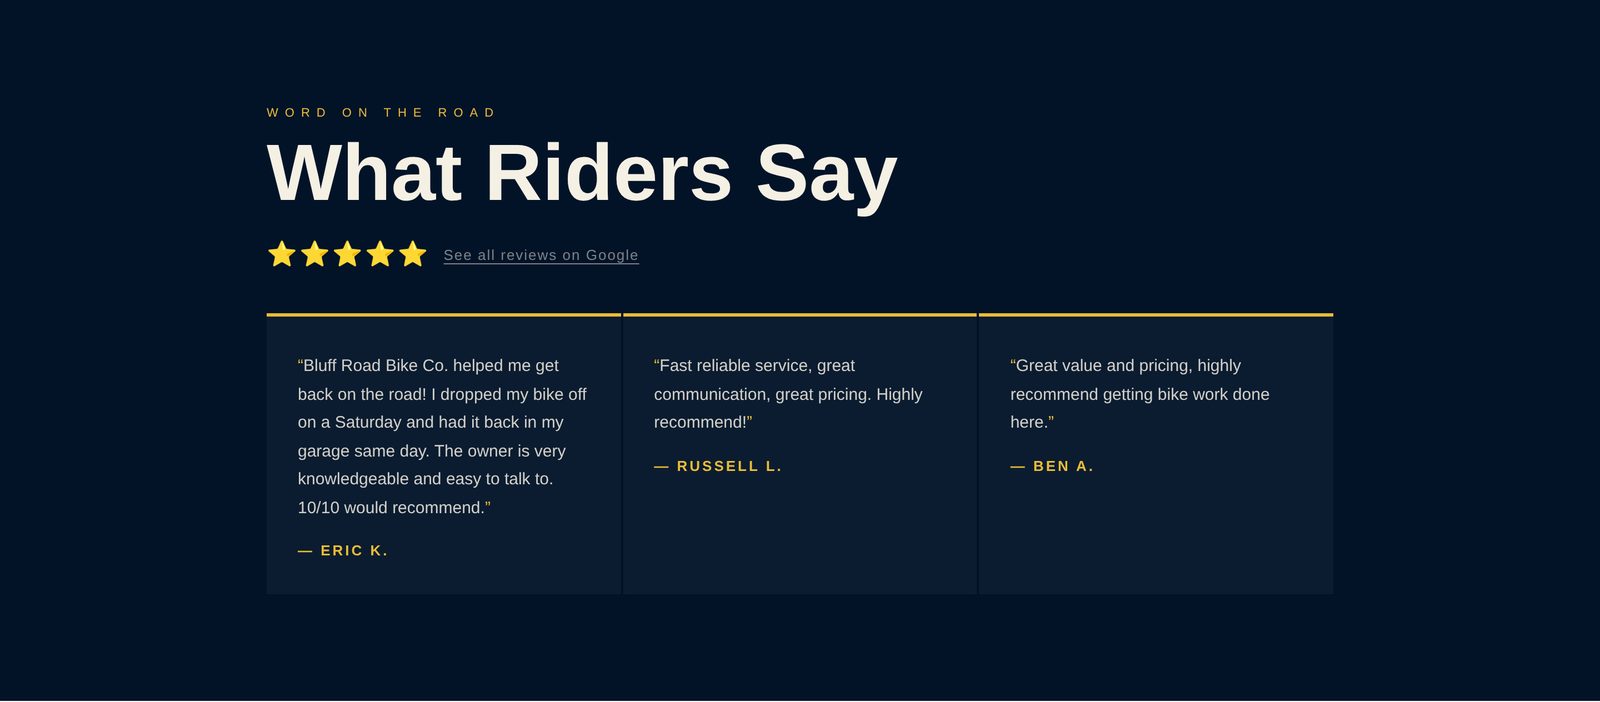 WORD ON THE ROAD
What Riders Say
See all reviews on Google
“Bluff Road Bike Co. helped me get
back on the road! I dropped my bike off
on a Saturday and had it back in my
garage same day. The owner is very
knowledgeable and easy to talk to.
10/10 would recommend.”
— ERIC K.
“Fast reliable service, great
communication, great pricing. Highly
recommend!”
— RUSSELL L.
“Great value and pricing, highly
recommend getting bike work done
here.”
— BEN A.